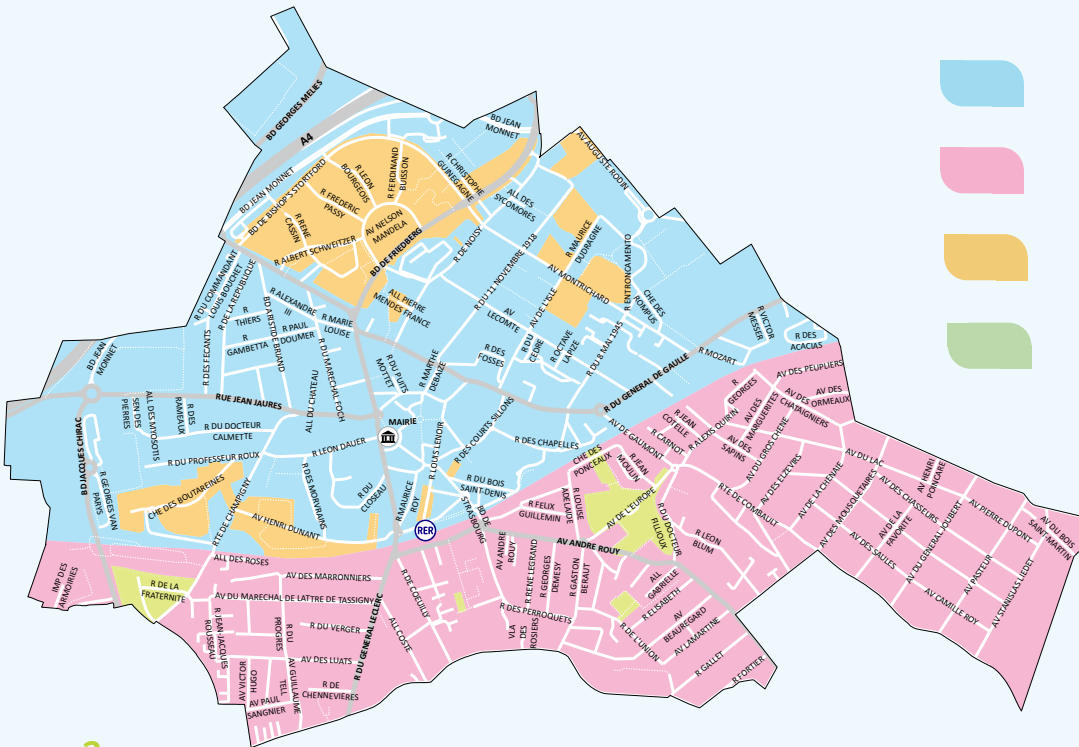 BD GEORGES MELIES
A4
BD JEAN
MONNET
AV AUGUSTE RODIN
BD JEAN MONNET
BD DE BISHOP'S STORTFORD
R LEON
BOURGEOIS
R FERDINAND
BUISSON
R CHRISTOPHE
GUINEGAGNE
ALL DES
SYCOMORES
R FREDERIC
PASSY
R RENE
CASSIN
AV NELSON
MANDELA
R ALBERT SCHWEITZER
BD DE FRIEDBERG
R DE NOISY
R MAURICE
DUDRAGNE
R ENTRONCAMENTO
AV MONTRICHARD
CHE DES
ROMPUS
R DU COMMANDANT
LOUIS BOUCHET
R DE LA REPUBLIQUE
R DU 11 NOVEMBRE 1918
R ALEXANDRE
III
ALL PIERRE
MENDES FRANCE
R
THIERS
BD ARISTIDE BRIAND
R PAUL
DOUMER
R MARIE
LOUISE
AV
LECOMTE
AV DE L'ISLE
R DU
CEDRE
R OCTAVE
LAPIZE
R DU 8 MAI 1945
R VICTOR
MESSER
R DES
ACACIAS
R MOZART
R
GAMBETTA
R DES FECANTS
R DU MARECHAL FOCH
R DU PUITS
MOTTET
R MARTHE
DEBAIZE
R DES
FOSSES
BD JEAN
MONNET
R DU GENERAL DE GAULLE
AV DES PEUPLIERS
RUE JEAN JAURES
ALL DU CHATEAU
SEN DES
PIERRES
ALL DES MYOSOTIS
R DES
RAMEAUX
R DU DOCTEUR
CALMETTE
MAIRIE
R LEON DAUER
R LOUIS LENOIR
R DES COURTS SILLONS
R DES CHAPELLES
R
GEORGES
AV DES
MARGUERITES
AV DES
CHATAIGNIERS
AV DES
ORMEAUX
AV DE GAUMONT
R JEAN
COTELLE
R ALEXIS QUIRIN
R CARNOT
AV DES
SAPINS
AV DU GROS CHENE
BD JACQUES CHIRAC
R GEORGES VAN
PARYS
R DU PROFESSEUR ROUX
CHE DES BOUTAREINES
RTE DE CHAMPIGNY
R DES MORVRAINS
R DU
CLOSEAU
R MAURICE
ROY
R DU BOIS
SAINT-DENIS
CHE DES
PONCEAUX
R JEAN
MOULIN
AV DES ELZEVRS
AV DU LAC
AV HENRI
POINCARE
AV HENRI DUNANT
RER
BD DE
STRASBOURG
R FELIX
GUILLEMIN
R LOUISE
ADELAIDE
AV DE L'EUROPE
R DU DOCTEUR
RILLOUX
RTE DE COMBAULT
AV DE LA CHENAIE
AV DES MOUSQUETAIRES
AV DES CHASSEURS
AV DE LA
FAVORITE
AV PIERRE DUPONT
AV DU BOIS
SAINT-MARTIN
ALL DES ROSES
AV ANDRE
ROUY
AV ANDRE ROUY
R LEON
BLUM
AV DES SAULES
AV DU GENERAL JOUBERT
AV PASTEUR
AV STANISLAS LIEDET
AV CAMILLE ROY
IMP DES
ARMOIRIES
R DE LA
FRATERNITE
AV DES MARRONNIERS
AV DU MARECHAL DE LATTRE DE TASSIGNY
R DE COEUILLY
R RENE LEGRAND
R GEORGES
DEMESY
R GASTON
BERAUT
ALL
GABRIELLE
R ELISABETH
AV
BEAUREGARD
R DES PERROQUETS
VLA
DES
ROSIERS
R DE L'UNION
AV LAMARTINE
R GALLET
R FORTIER
R JEAN-JACQUES
ROUSSEAU
R DU
PROGRES
R DU VERGER
ALL COSTE
R DU GENERAL LECLERC
AV DES LUATS
AV VICTOR
HUGO
AV GUILLAUME
TELL
R DE
CHENNEVIERES
AV PAUL
SANGNIER